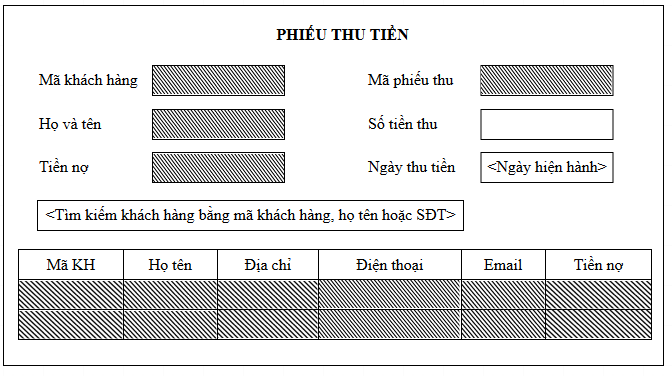 PHIẾU THU TIỀN
Mã khách hàng
Mã phiếu thu
Họ và tên
Số tiền thu
Tiền nợ
Ngày thu tiền
<Ngày hiện hành>
<Tìm kiếm khách hàng bằng mã khách hàng, họ tên hoặc SĐT>
Mã KH Họ tên Địa chỉ Điện thoại Email Tiền nợ